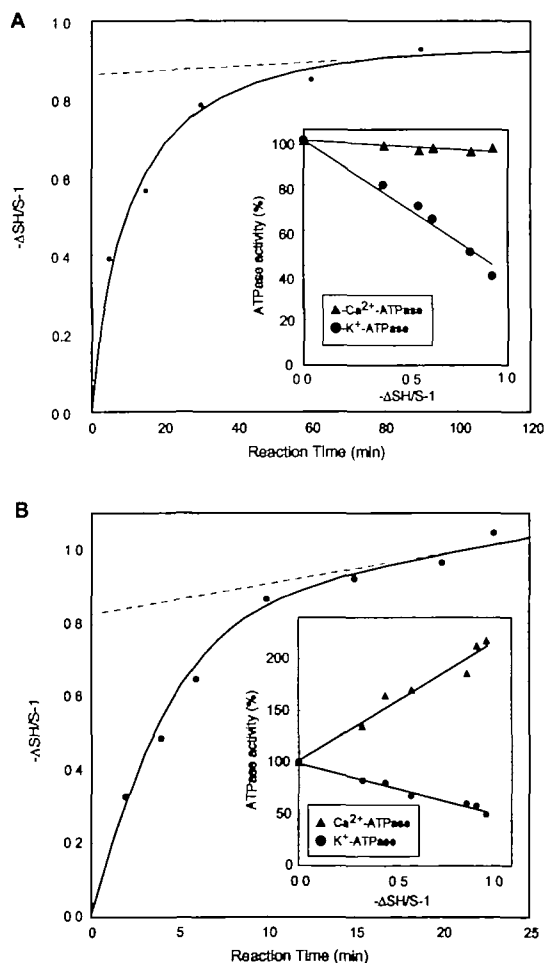 A
-ΔSH/S-1
1 0
0 8
0 6
0 4
0 2
0 0
0 20 40 60 80 100 120
Reaction Time (min)
ATPase activity (%)
100
80
60
40
20
0
▲-Ca²⁺-ATPase
●-K⁺-ATPase
0 0 0 5 1 0
-ΔSH/S-1
B
-ΔSH/S-1
1 0
0 8
0 6
0 4
0 2
0 0
0 5 10 15 20 25
Reaction Time (min)
ATPase activity (%)
200
150
100
50
0
▲ Ca²⁺-ATPase
● K⁺-ATPase
0 0 0 5 1 0
-ΔSH/S-1